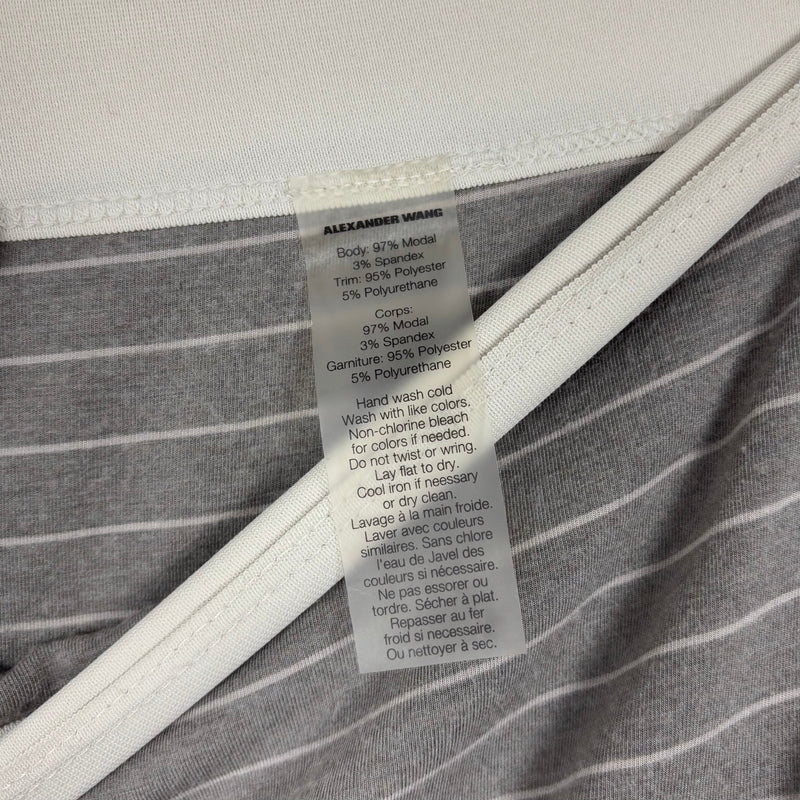 ALEXANDER WANG
Body: 97% Modal
3% Spandex
Trim: 95% Polyester
5% Polyurethane
Corps:
97% Modal
3% Spandex
Garniture: 95% Polyester
5% Polyurethane
Hand wash cold
Wash with like colors.
Non-chlorine bleach
for colors if needed.
Do not twist or wring.
Lay flat to dry.
Cool iron if necessary
or dry clean.
Lavage à la main froide.
Laver avec couleurs
similaires. Sans chlore
l'eau de Javel des
couleurs si nécessaire.
Ne pas essorer ou
tordre. Sécher à plat.
Repasser au fer
froid si necessaire.
Ou nettoyer à sec.